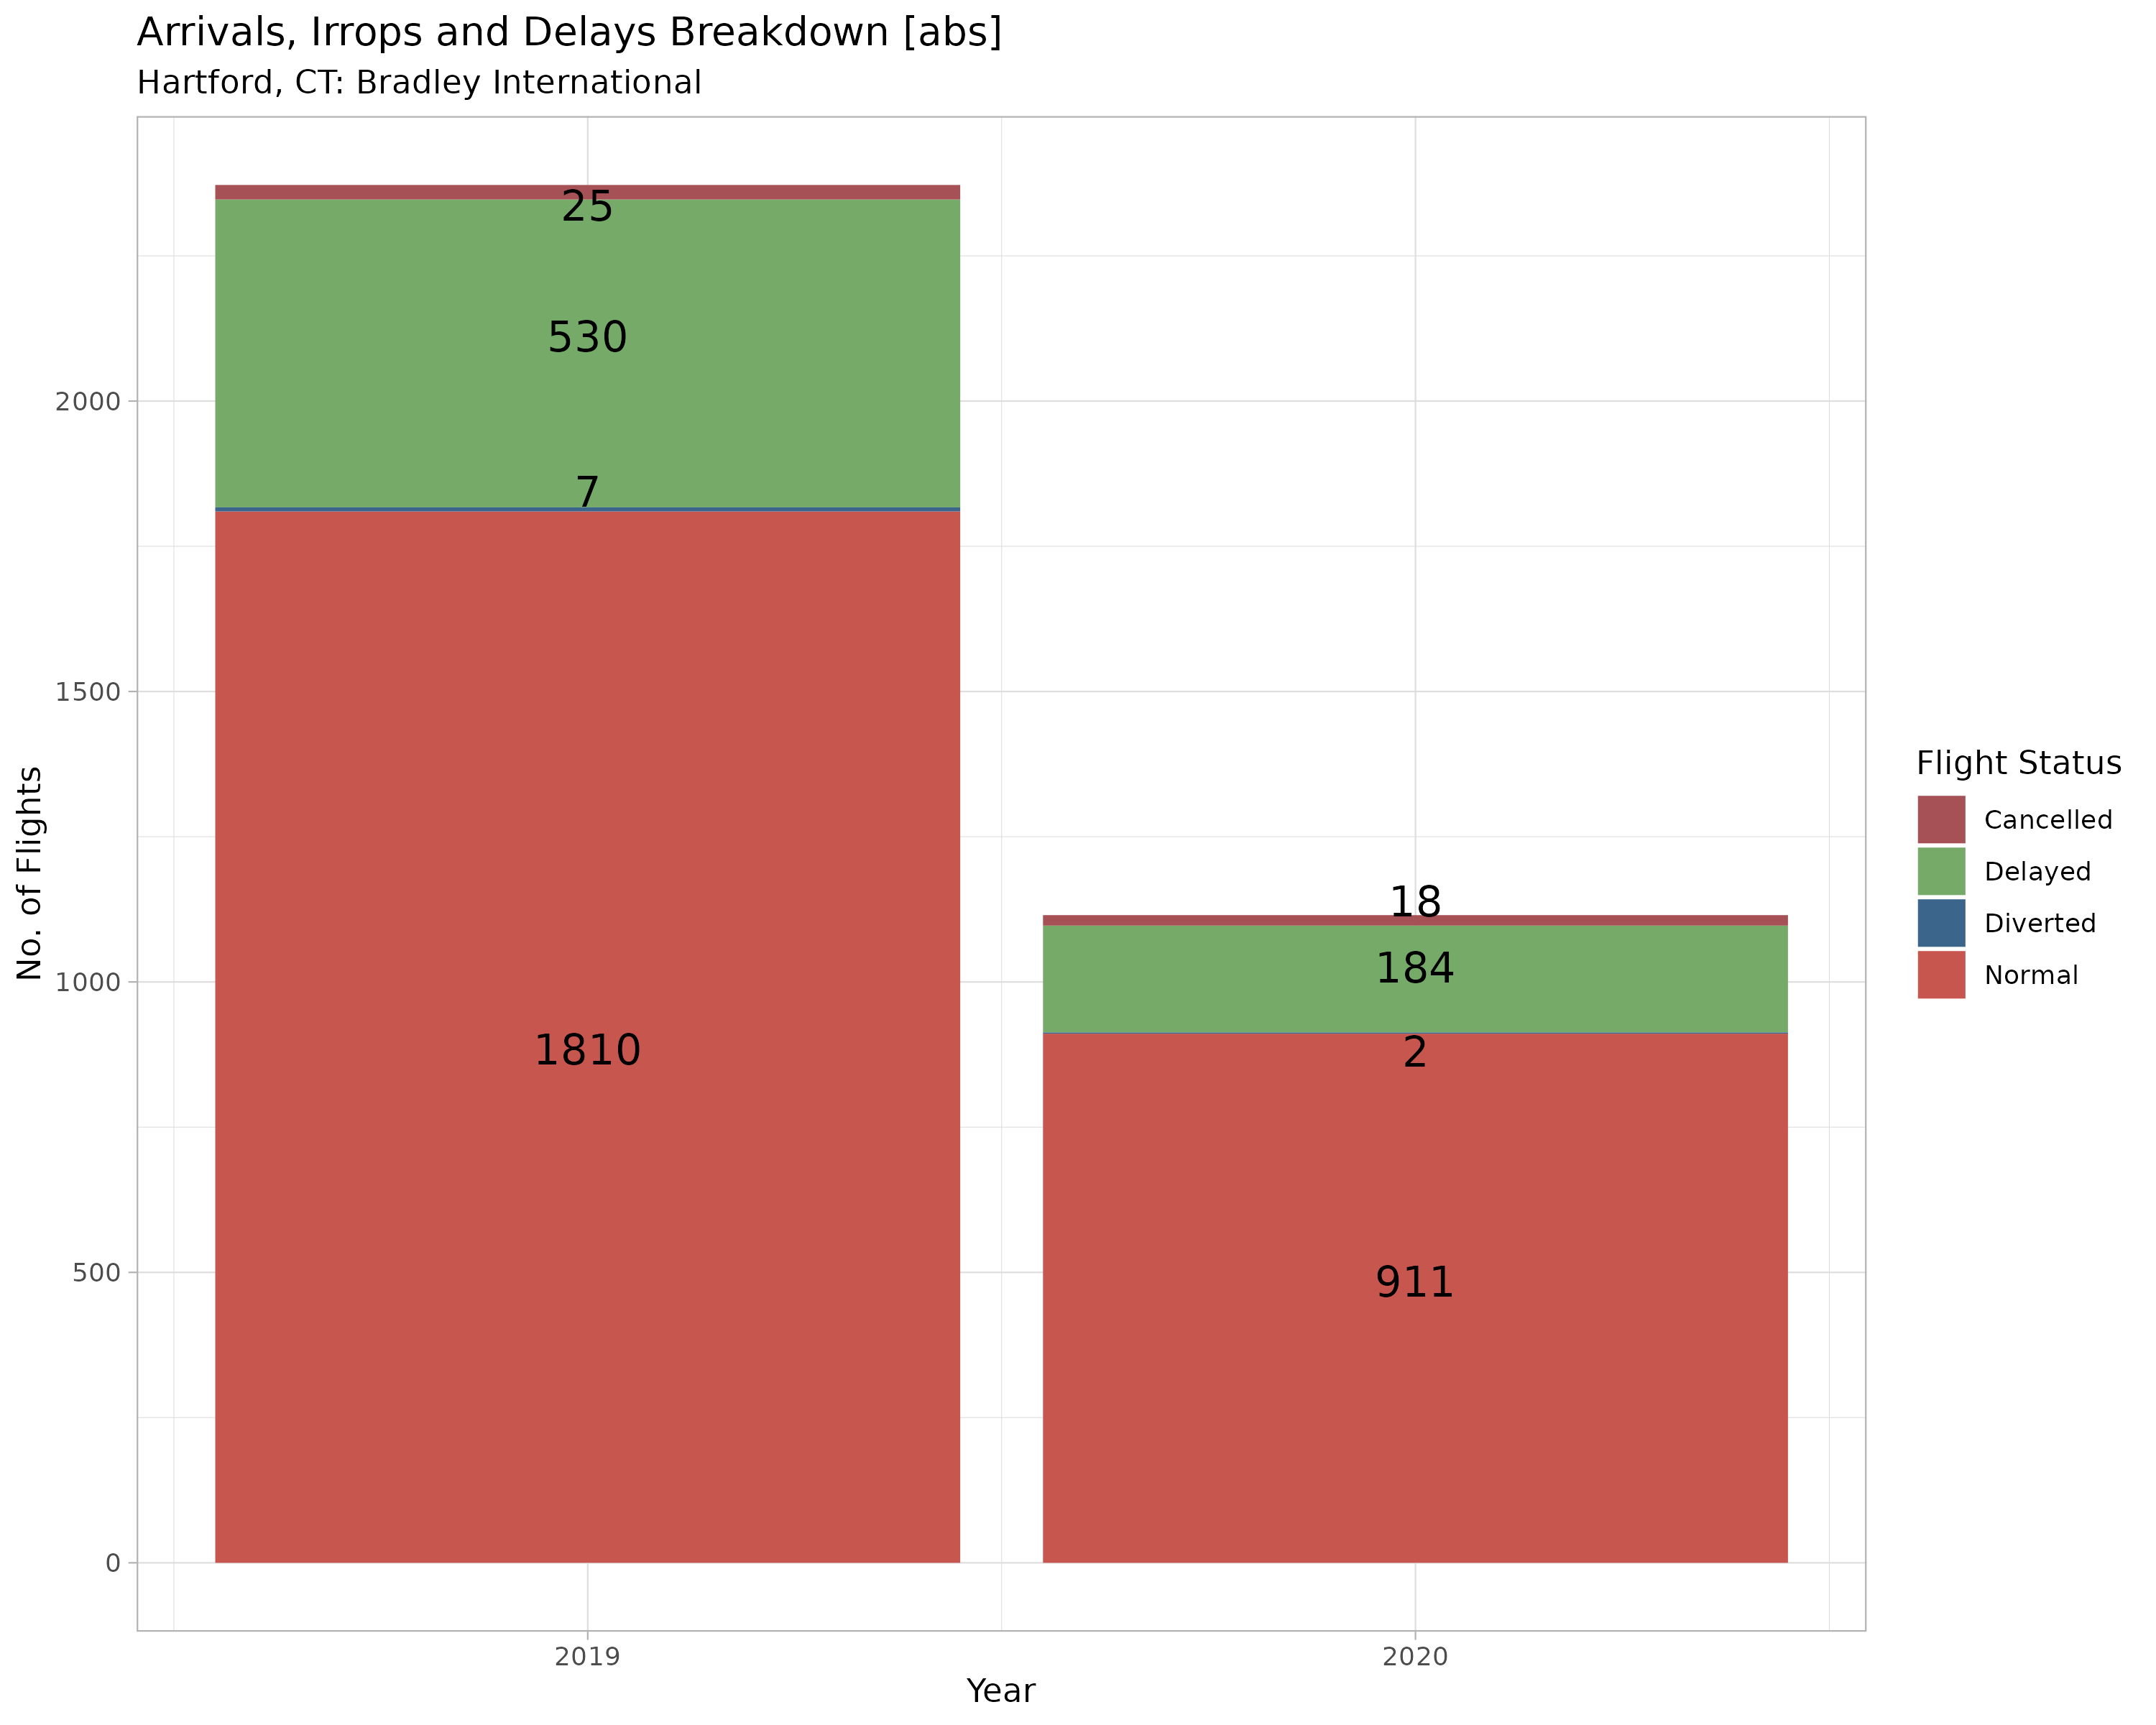 Arrivals, Irrops and Delays Breakdown [abs]
Hartford, CT: Bradley International
No. of Flights
2000
1500
1000
500
0
25
530
7
1810
18
184
2
911
2019
2020
Year
Flight Status
Cancelled
Delayed
Diverted
Normal